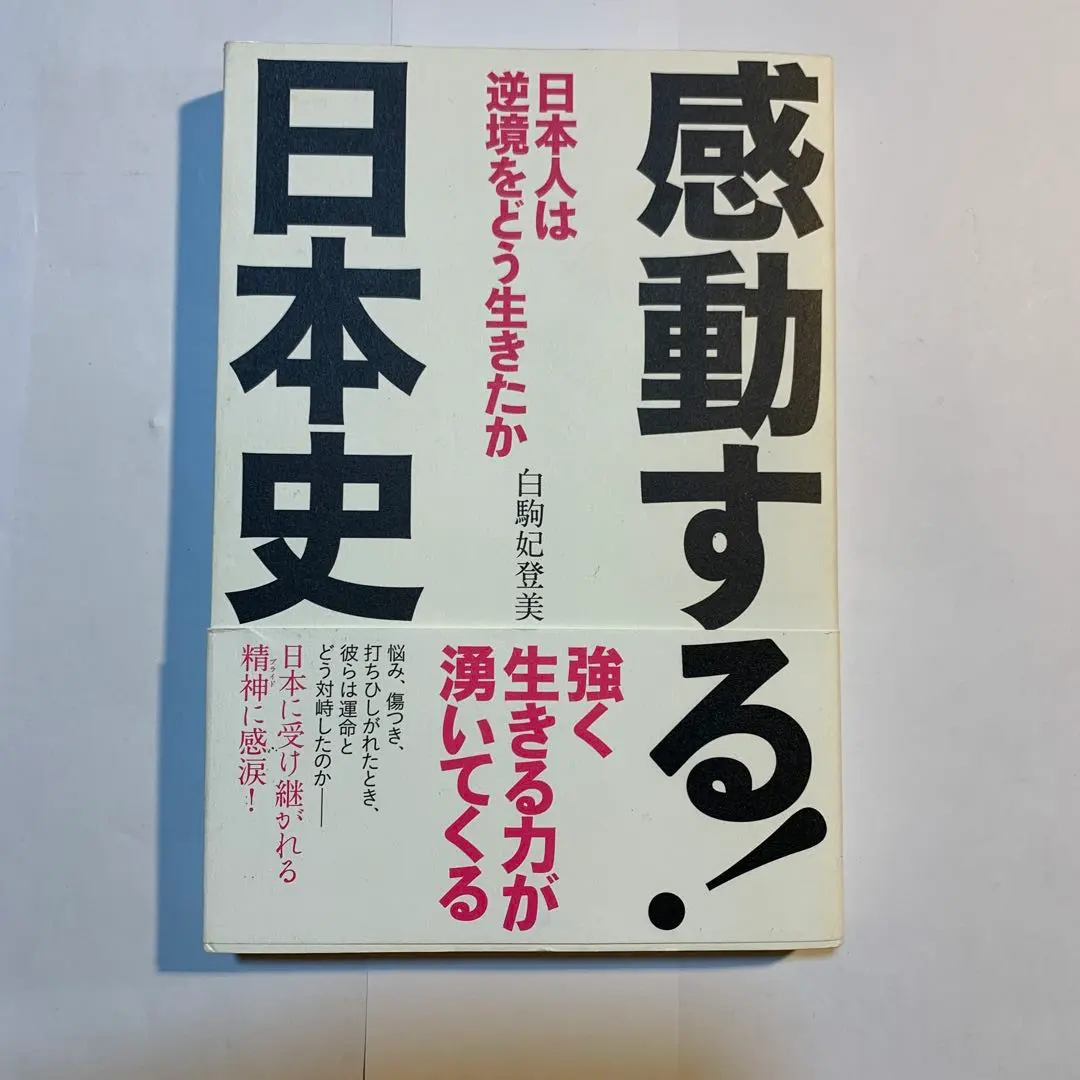 感動する!
日本人は
逆境をどう生きたか
白駒妃登美
日本史
強く
生きる力が
湧いてくる
悩み、傷つき、
打ちひしがれたとき、
彼らは運命と
どう対峙したのか——
日本に受け継がれる
プライド
精神に感涙!